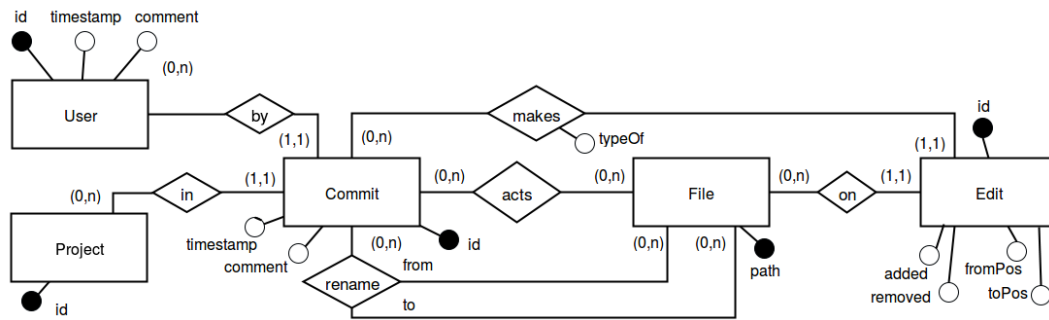 id timestamp comment
(0,n)
User
by
(1,1)
(0,n)
makes
typeOf
id
(1,1)
(0,n)
in
(1,1)
Commit
(0,n)
acts
(0,n)
File
(0,n)
on
(1,1)
Edit
Project
id
timestamp
comment
(0,n)
id
from
rename
to
(0,n)
(0,n)
path
added
removed
fromPos
toPos